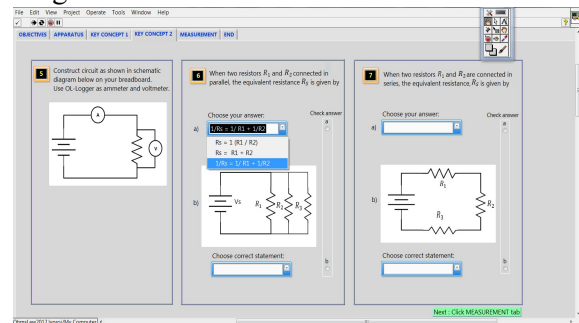 File Edit View Project Operate Tools Window Help
OBJECTIVES APPARATUS KEY CONCEPT 1 KEY CONCEPT 2 MEASUREMENT END
5
Construct circuit as shown in schematic
diagram below on your breadboard.
Use OL-Logger as ammeter and voltmeter.
A
V
6
When two resistors R₁ and R₂ connected in
parallel, the equivalent resistance Rₛ is given by
Choose your answer:
Check answer
a
a)
1/Rs = 1/ R1 + 1/R2
Rs = 1 (R1 / R2)
Rs = R1 + R2
1/Rs = 1/ R1 + 1/R2
b)
Vs
R₁
R₂
R₃
Choose correct statement:
b
7
When two resistors R₁ and R₂ are connected in
series, the equivalent resistance, Rₛ is given by
Choose your answer:
Check answer
a
a)
b)
R₁
R₂
R₃
Choose correct statement:
b
Next : Click MEASUREMENT tab